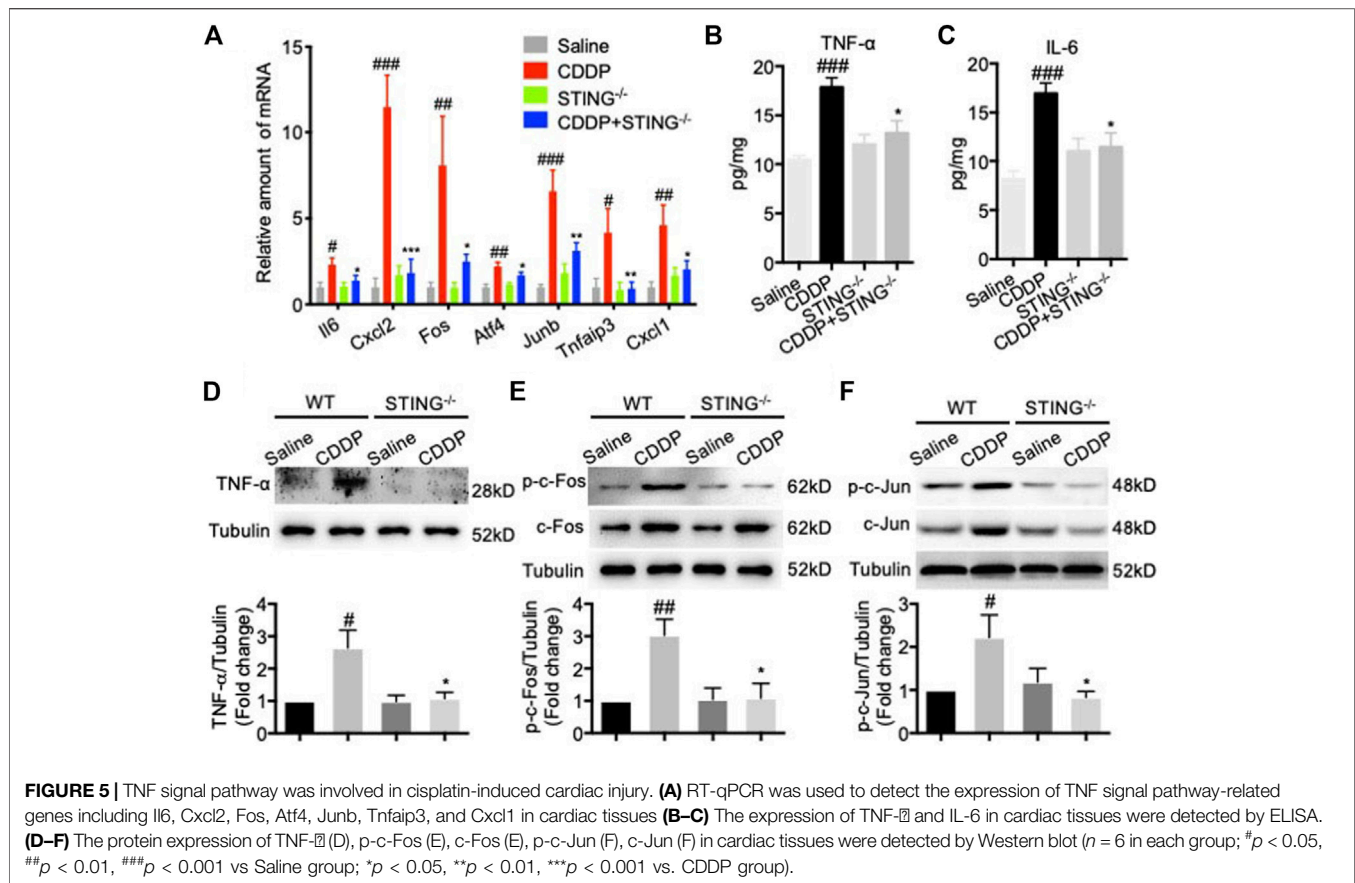 A
15
10
5
0
Relative amount of mRNA
Saline
CDDP
STING-/-
CDDP+STING-/-
#
*
###
***
##
*
##
*
###
**
#
**
##
*
Il6
Cxcl2
Fos
Atf4
Junb
Tnfaip3
Cxcl1
B
TNF-α
20
15
10
5
0
pg/mg
###
*
Saline
CDDP
STING-/-
CDDP+STING-/-
C
IL-6
20
15
10
5
0
pg/mg
###
*
Saline
CDDP
STING-/-
CDDP+STING-/-
D
WT
STING-/-
Saline
CDDP
Saline
CDDP
TNF-α
28kD
Tubulin
52kD
TNF-α/Tubulin
(Fold change)
4
3
2
1
0
#
*
E
WT
STING-/-
Saline
CDDP
Saline
CDDP
p-c-Fos
62kD
c-Fos
62kD
Tubulin
52kD
p-c-Fos/Tubulin
(Fold change)
4
3
2
1
0
##
*
F
WT
STING-/-
Saline
CDDP
Saline
CDDP
p-c-Jun
48kD
c-Jun
48kD
Tubulin
52kD
p-c-Jun/Tubulin
(Fold change)
3
2
1
0
#
*
FIGURE 5 | TNF signal pathway was involved in cisplatin-induced cardiac injury. (A) RT-qPCR was used to detect the expression of TNF signal pathway-related
genes including Il6, Cxcl2, Fos, Atf4, Junb, Tnfaip3, and Cxcl1 in cardiac tissues (B–C) The expression of TNF-⍰ and IL-6 in cardiac tissues were detected by ELISA.
(D–F) The protein expression of TNF-⍰ (D), p-c-Fos (E), c-Fos (E), p-c-Jun (F), c-Jun (F) in cardiac tissues were detected by Western blot (n = 6 in each group; #p < 0.05,
##p < 0.01, ###p < 0.001 vs Saline group; *p < 0.05, **p < 0.01, ***p < 0.001 vs. CDDP group).